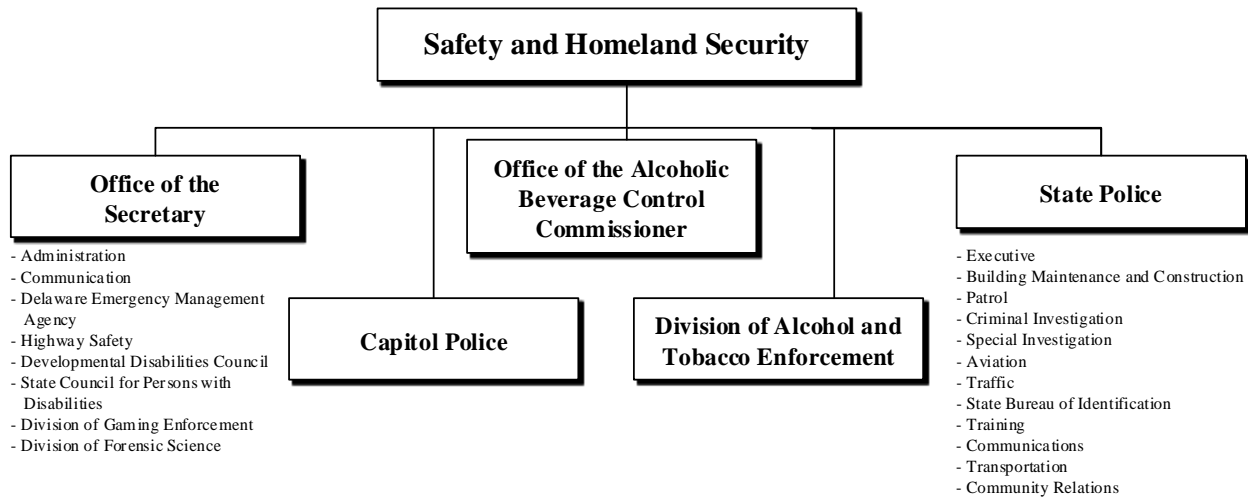 Safety and Homeland Security
Office of the
Secretary
- Administration
- Communication
- Delaware Emergency Management
Agency
- Highway Safety
- Developmental Disabilities Council
- State Council for Persons with
Disabilities
- Division of Gaming Enforcement
- Division of Forensic Science
Capitol Police
Office of the Alcoholic
Beverage Control
Commissioner
Division of Alcohol and
Tobacco Enforcement
State Police
- Executive
- Building Maintenance and Construction
- Patrol
- Criminal Investigation
- Special Investigation
- Aviation
- Traffic
- State Bureau of Identification
- Training
- Communications
- Transportation
- Community Relations